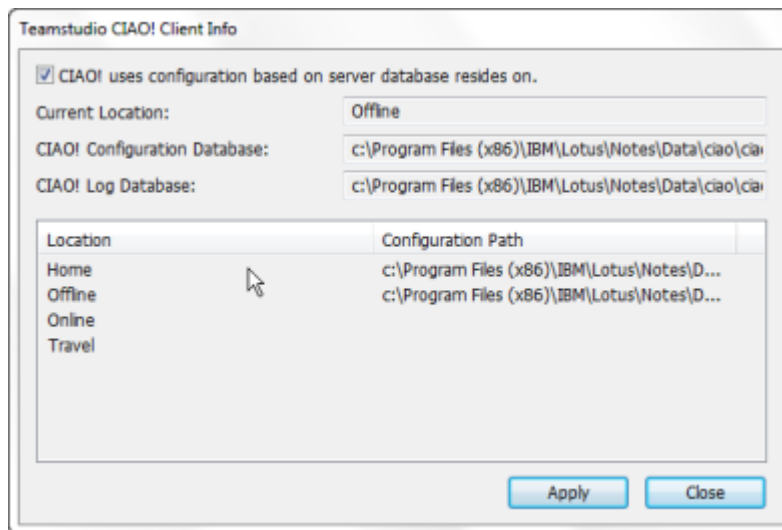 Teamstudio CIAO! Client Info
CIAO! uses configuration based on server database resides on.
Current Location: Offline
CIAO! Configuration Database: c:\Program Files (x86)\IBM\Lotus\Notes\Data\ciao\cia
CIAO! Log Database: c:\Program Files (x86)\IBM\Lotus\Notes\Data\ciao\cia
Location Configuration Path
Home c:\Program Files (x86)\IBM\Lotus\Notes\D...
Offline c:\Program Files (x86)\IBM\Lotus\Notes\D...
Online
Travel
Apply Close